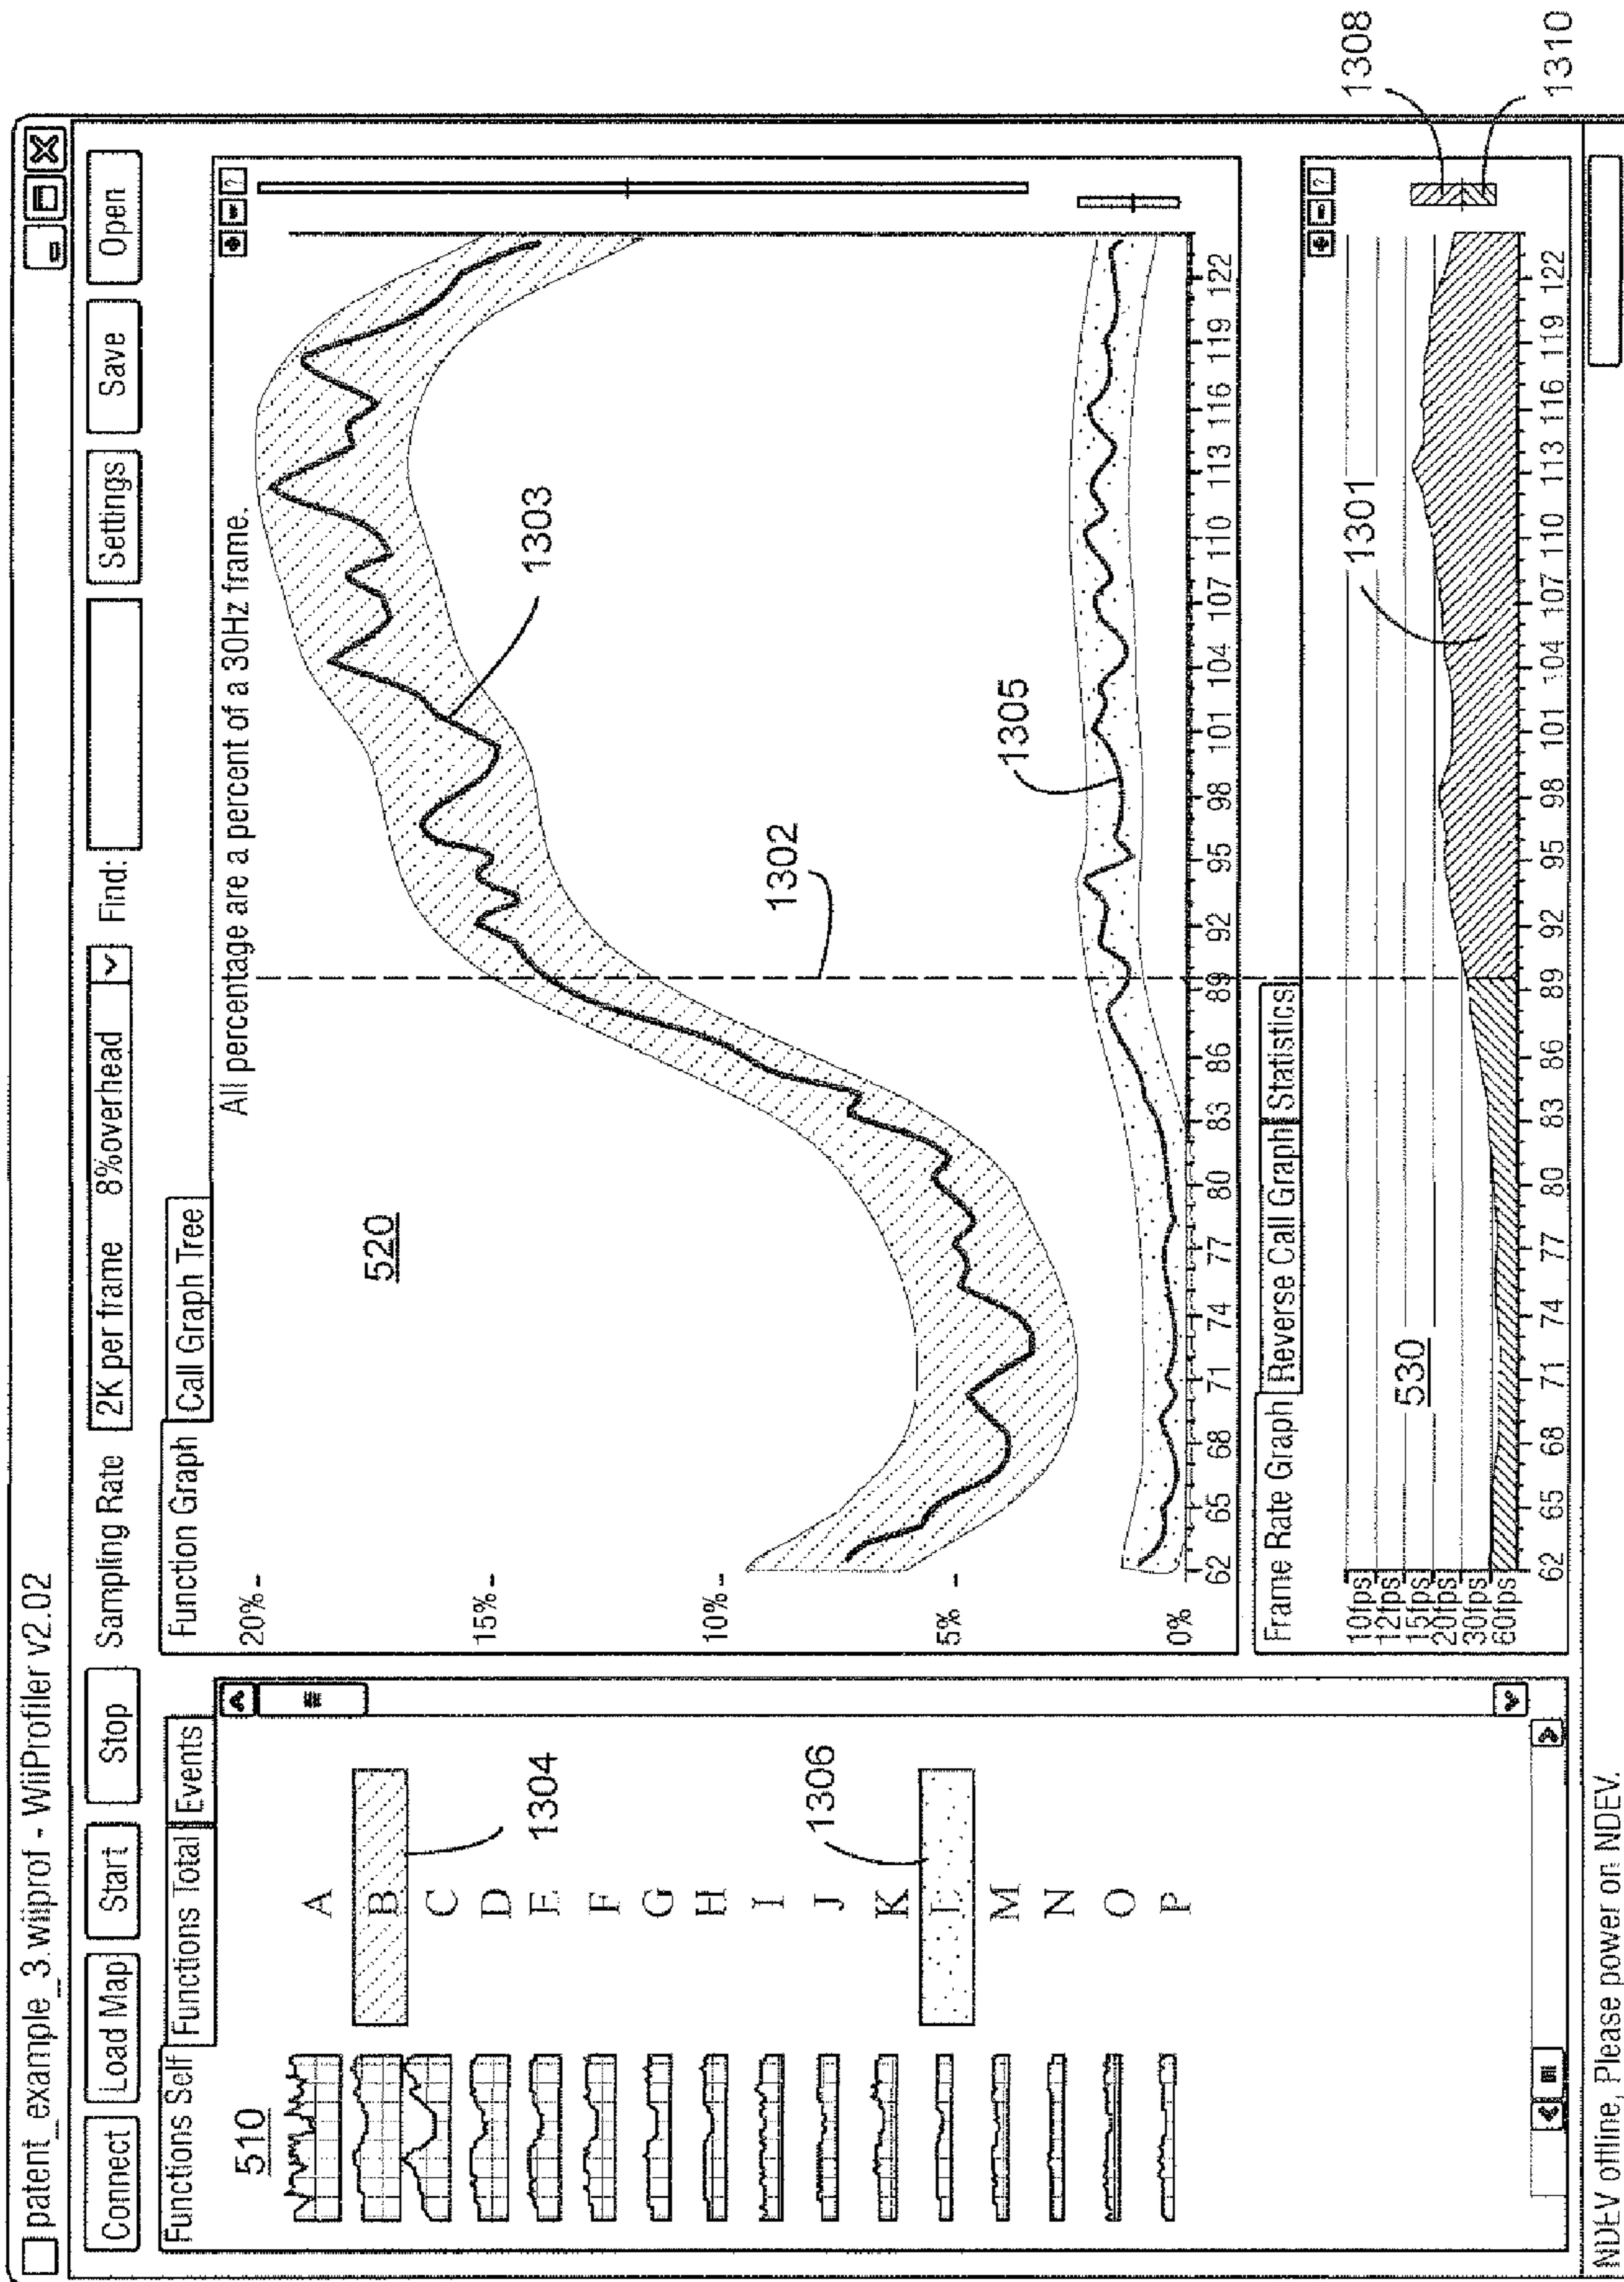 patent_example_3.wiiprof - WiiProfiler v2.02
Connect Load Map Start Stop Sampling Rate 2K per frame 8%overhead Find: Settings Save Open
Functions Self Functions Total Events
510
A
B
C
D
E
F
G
H
I
J
K
L
M
N
O
P
1304
1306
Function Graph Call Graph Tree
All percentage are a percent of a 30Hz frame.
20%
15%
10%
5%
0%
520
1303
1302
1305
62 65 68 71 74 77 80 83 86 89 92 95 98 101 104 107 110 113 116 119 122
Frame Rate Graph Reverse Call Graph Statistics
10fps
12fps
15fps
20fps
30fps
60fps
530
1301
1308
1310
62 65 68 71 74 77 80 83 86 89 92 95 98 101 104 107 110 113 116 119 122
NDEV offline, Please power on NDEV.